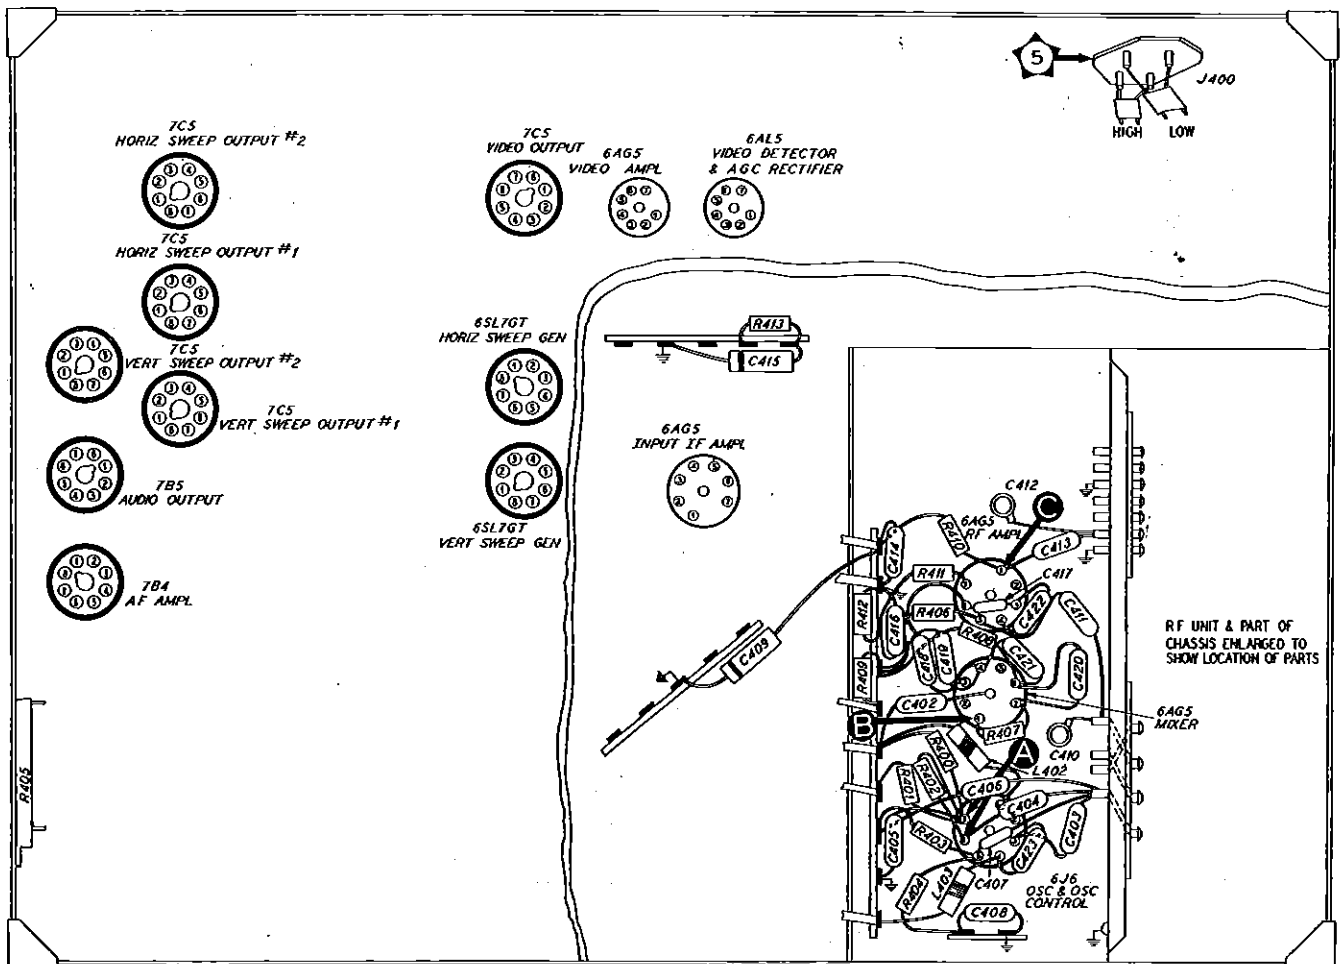 5
J400
HIGH
LOW
7C5
HORIZ SWEEP OUTPUT #2
7C5
VIDEO OUTPUT
6AG5
VIDEO AMPL
6AL5
VIDEO DETECTOR
& AGC RECTIFIER
7C5
HORIZ SWEEP OUTPUT #1
6SL7GT
HORIZ SWEEP GEN
R413
C415
7C5
VERT SWEEP OUTPUT #2
7C5
VERT SWEEP OUTPUT #1
6AG5
INPUT IF AMPL
7B5
AUDIO OUTPUT
6SL7GT
VERT SWEEP GEN
7B4
AF AMPL
C412
C
6AG5
RF AMPL
R410
C413
C414
R411
C417
R412
C416
R406
C422
C411
R408
R409
C418
C419
C421
C420
C409
C402
6AG5
MIXER
B
R407
A
C410
L402
R400
R402
R401
C406
C404
C403
C405
R403
C423
C407
R404
L403
C408
6J6
OSC & OSC
CONTROL
R405
RF UNIT & PART OF
CHASSIS ENLARGED TO
SHOW LOCATION OF PARTS